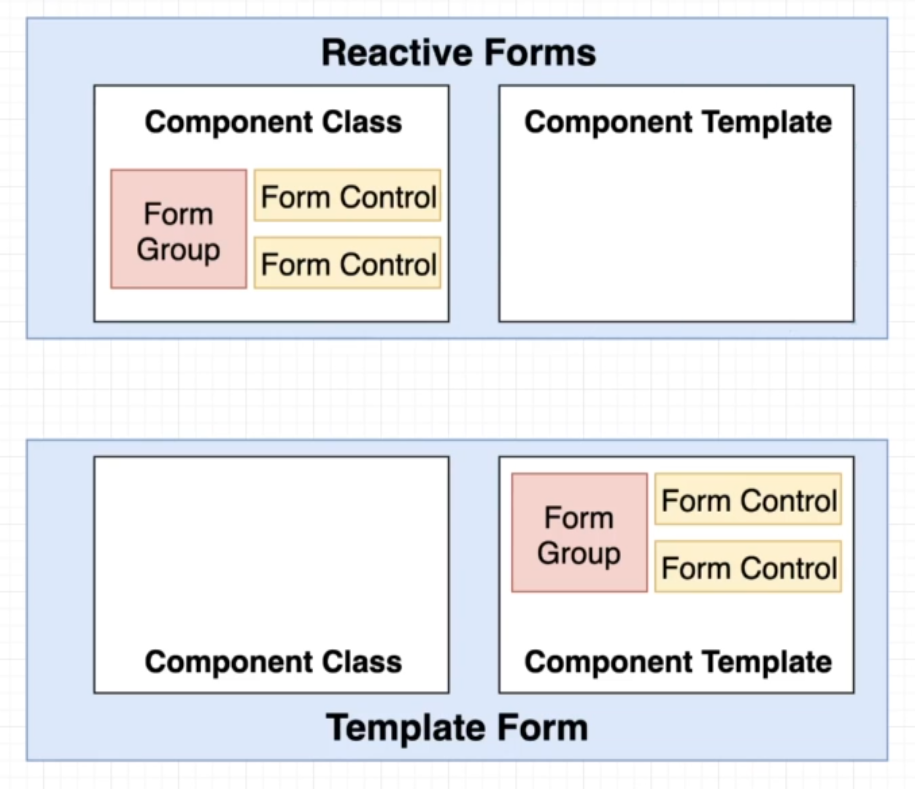 Reactive Forms
Component Class
Form
Group
Form Control
Form Control
Component Template
Component Class
Form
Group
Form Control
Form Control
Component Template
Template Form